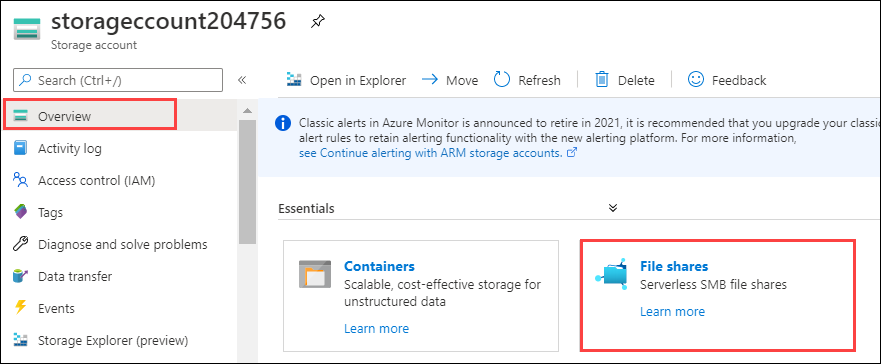 storageccount204756
Storage account
Search (Ctrl+/)
«
Open in Explorer
Move
Refresh
Delete
Feedback
Overview
Activity log
Access control (IAM)
Tags
Diagnose and solve problems
Data transfer
Events
Storage Explorer (preview)
Classic alerts in Azure Monitor is announced to retire in 2021, it is recommended that you upgrade your classic
alert rules to retain alerting functionality with the new alerting platform. For more information,
see Continue alerting with ARM storage accounts.
Essentials
Containers
Scalable, cost-effective storage for
unstructured data
Learn more
File shares
Serverless SMB file shares
Learn more